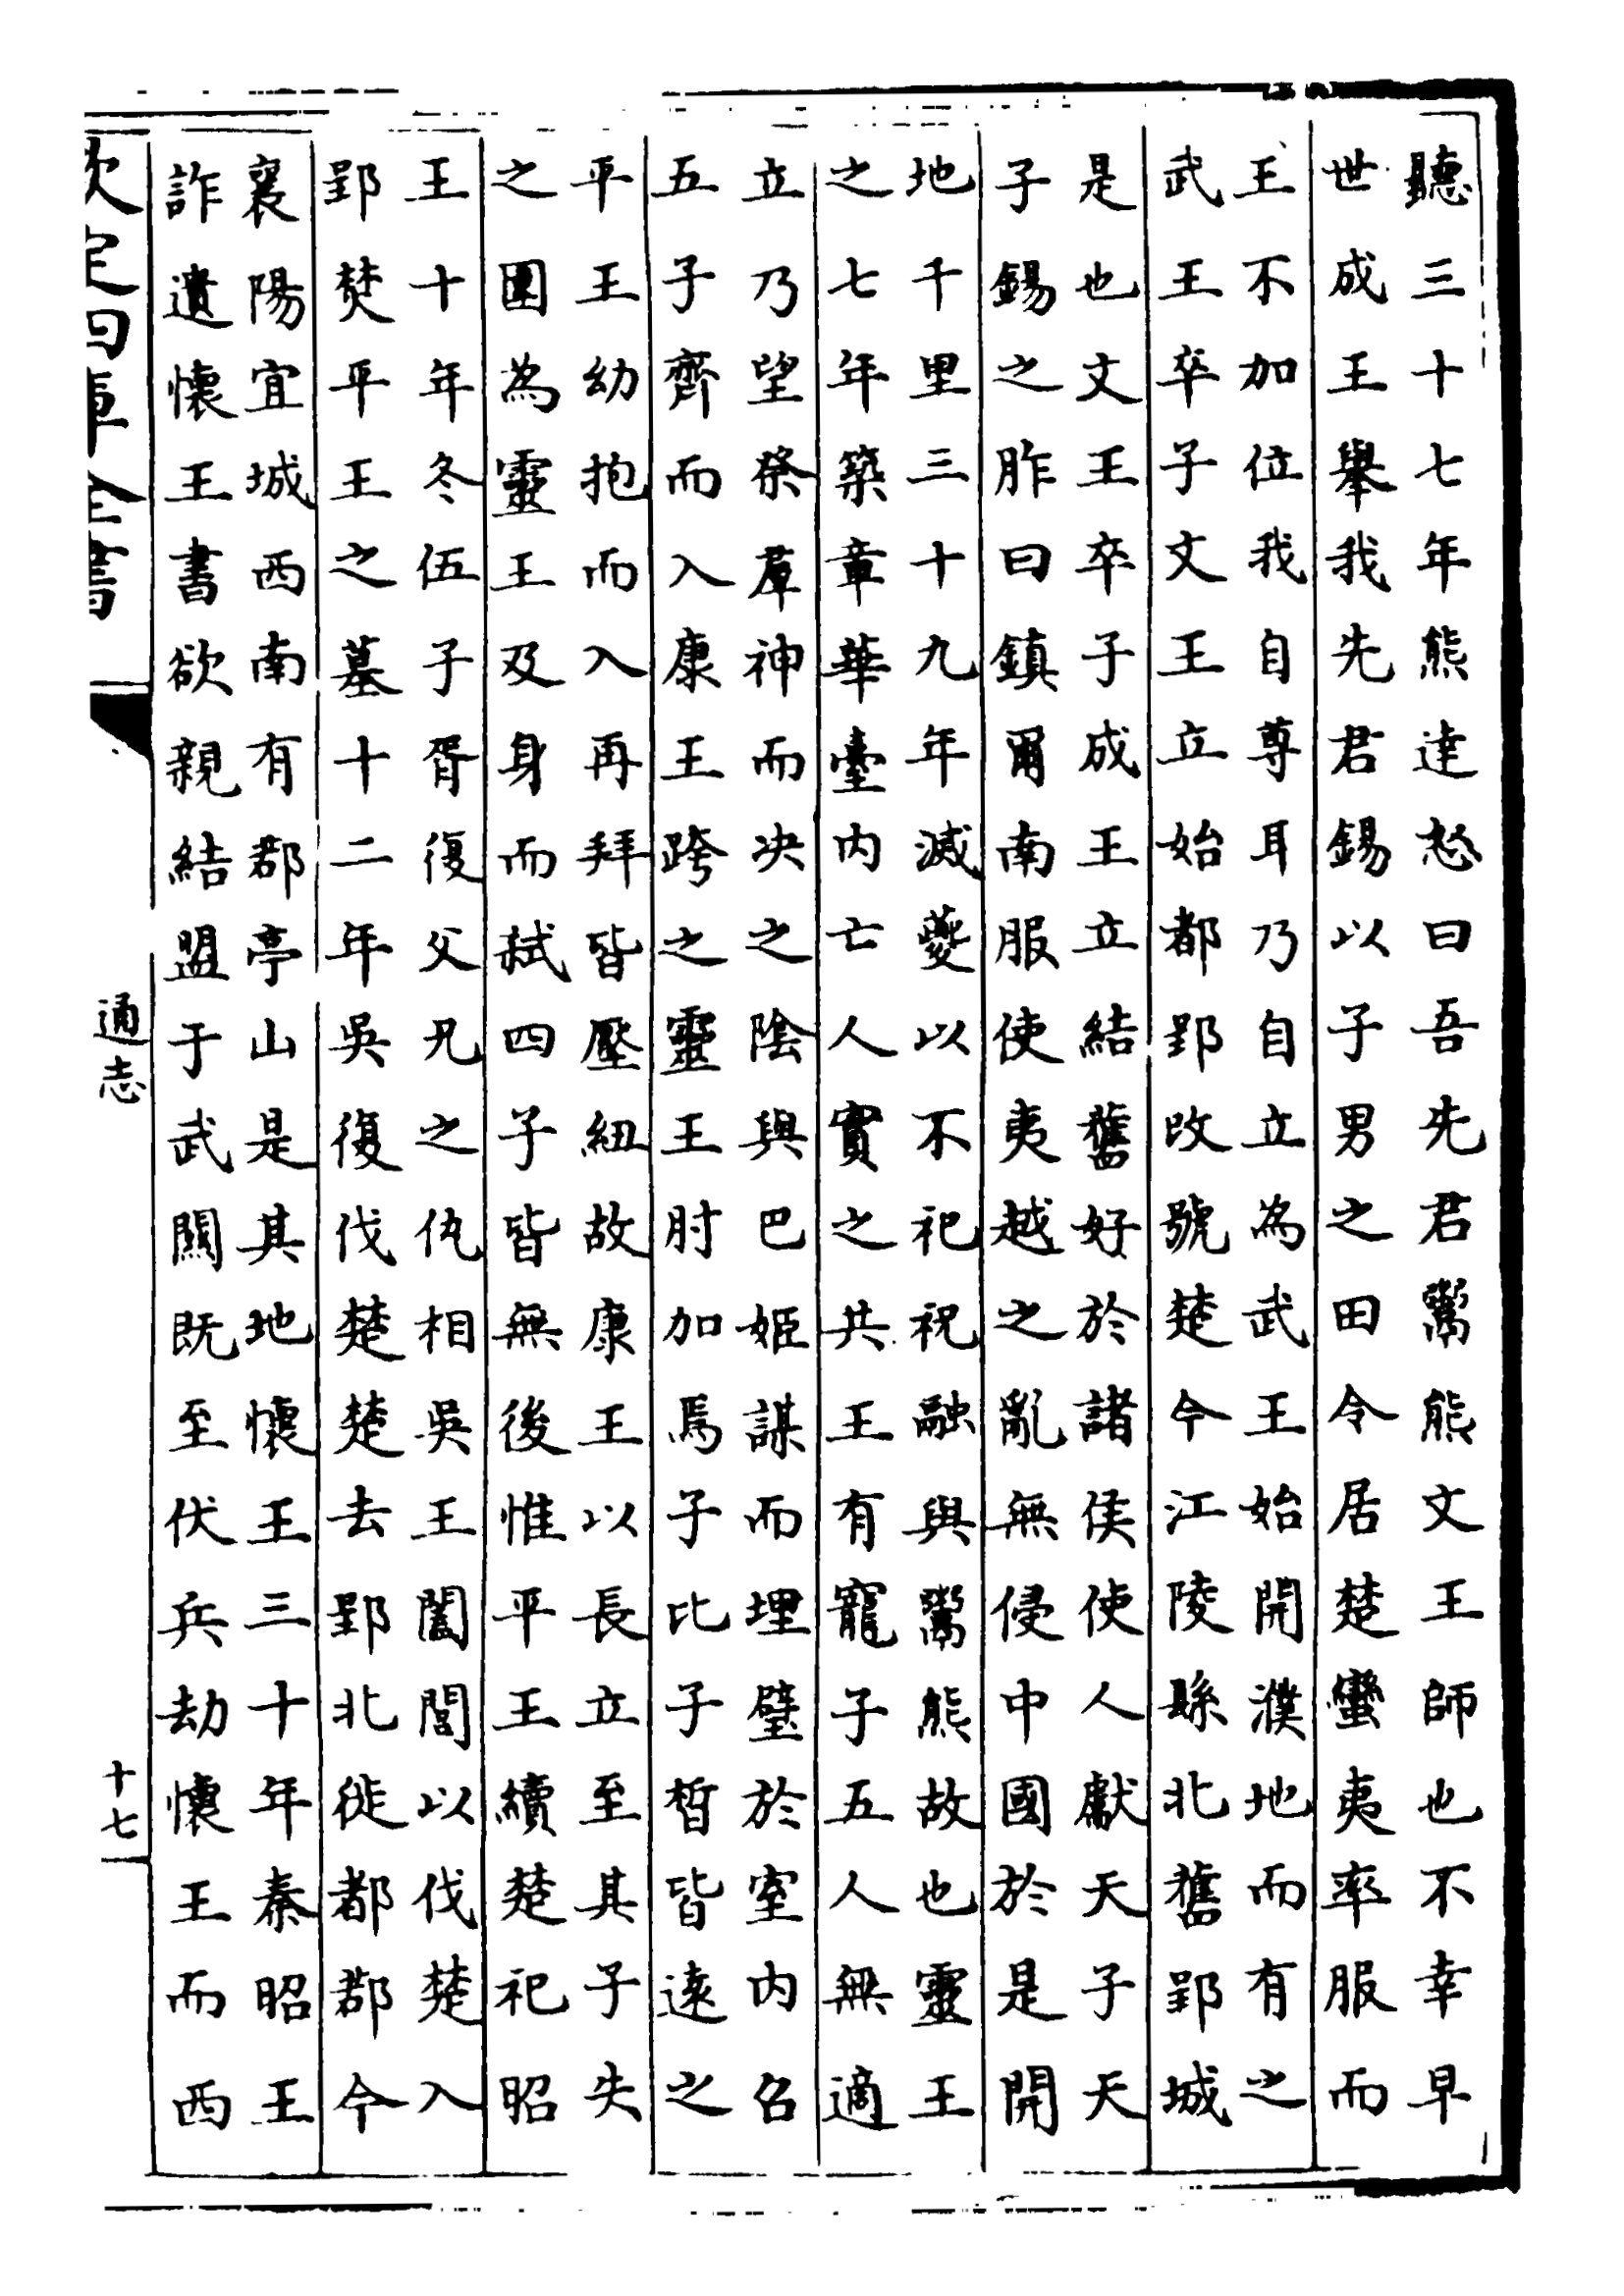 聽三十七年熊達怒曰吾先君鬻熊文王師也不幸早
世成王舉我先君錫以子男之田令居楚蠻夷率服而
王不加位我自尊耳乃自立為武王始開濮地而有之
武王卒子文王立始都郢改號楚今江陵縣北舊郢城
是也文王卒子成王立結舊好於諸侯使人獻天子天
子錫之胙曰鎮爾南服使夷越之亂無侵中國於是開
地千里三十九年滅夔以不祀祝融與鬻熊故也靈王
之七年築章華臺内亡人實之共王有寵子五人無適
立乃望祭羣神而決之陰與巴姬謀而埋璧於室内召
五子齊而入康王跨之靈王肘加焉子比子晳皆遠之
平王幼抱而入再拜皆壓紐故康王以長立至其子失
之圍為靈王及身而弑四子皆無後惟平王續楚祀昭
王十年冬伍子胥復父兄之仇相吳王闔閭以伐楚入
郢焚平王之墓十二年吳復伐楚楚去郢北徙都鄀今
襄陽宜城西南有鄀亭山是其地懷王三十年秦昭王
詐遺懷王書欲親結盟于武關既至伏兵劫懷王而西
欽定四庫全書
通志
十七